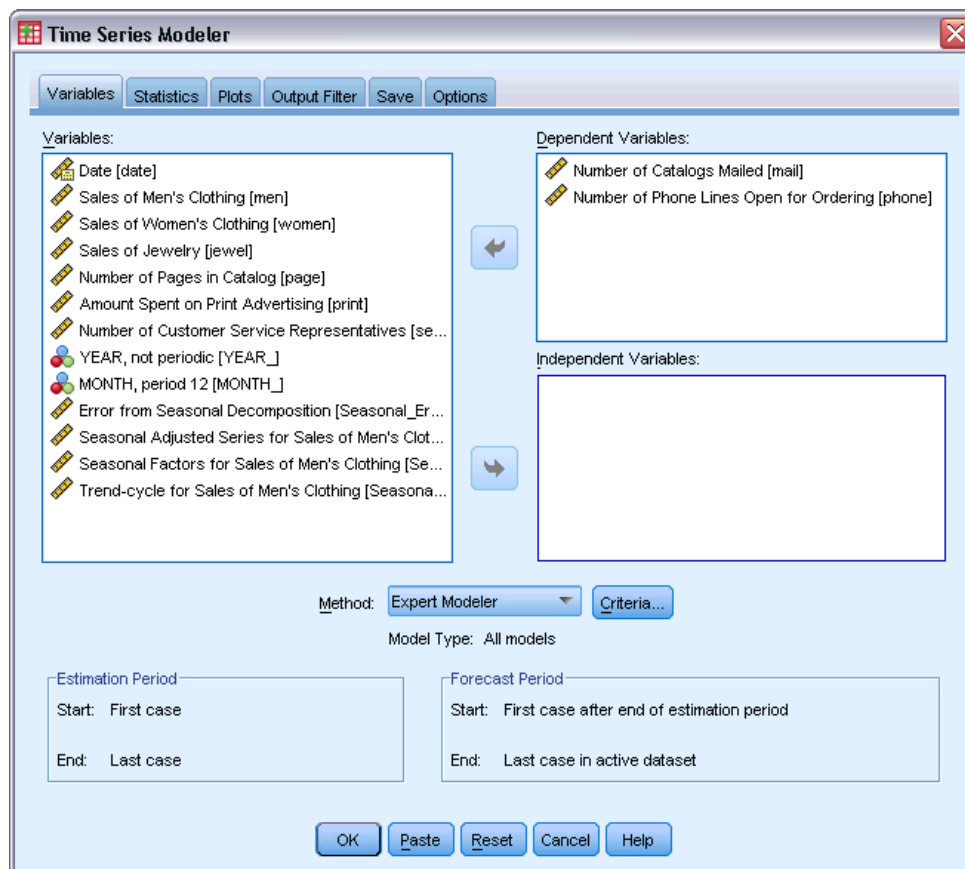 Time Series Modeler
Variables Statistics Plots Output Filter Save Options
Variables:
Date [date]
Sales of Men's Clothing [men]
Sales of Women's Clothing [women]
Sales of Jewelry [jewel]
Number of Pages in Catalog [page]
Amount Spent on Print Advertising [print]
Number of Customer Service Representatives [se...
YEAR, not periodic [YEAR_]
MONTH, period 12 [MONTH_]
Error from Seasonal Decomposition [Seasonal_Er...
Seasonal Adjusted Series for Sales of Men's Clot...
Seasonal Factors for Sales of Men's Clothing [Se...
Trend-cycle for Sales of Men's Clothing [Seasona...
Dependent Variables:
Number of Catalogs Mailed [mail]
Number of Phone Lines Open for Ordering [phone]
Independent Variables:
Method: Expert Modeler Criteria...
Model Type: All models
Estimation Period
Start: First case
End: Last case
Forecast Period
Start: First case after end of estimation period
End: Last case in active dataset
OK Paste Reset Cancel Help